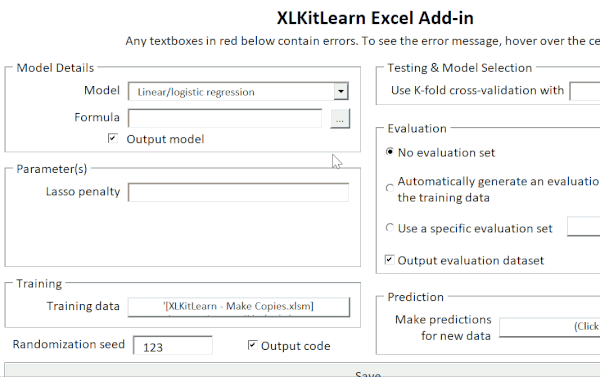 XLKitLearn Excel Add-in
Any textboxes in red below contain errors. To see the error message, hover over the ce
Model Details
Model Linear/logistic regression
Formula ...
Output model
Parameter(s)
Lasso penalty
Training
Training data '[XLKitLearn - Make Copies.xlsm]
Randomization seed 123 Output code
Testing & Model Selection
Use K-fold cross-validation with
Evaluation
No evaluation set
Automatically generate an evaluatio
the training data
Use a specific evaluation set
Output evaluation dataset
Prediction
Make predictions
for new data (Click
Save